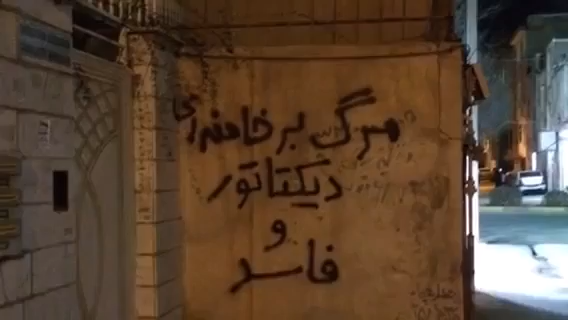 مرگ بر خامنه‌ای
دیکتاتور
و
فاسد